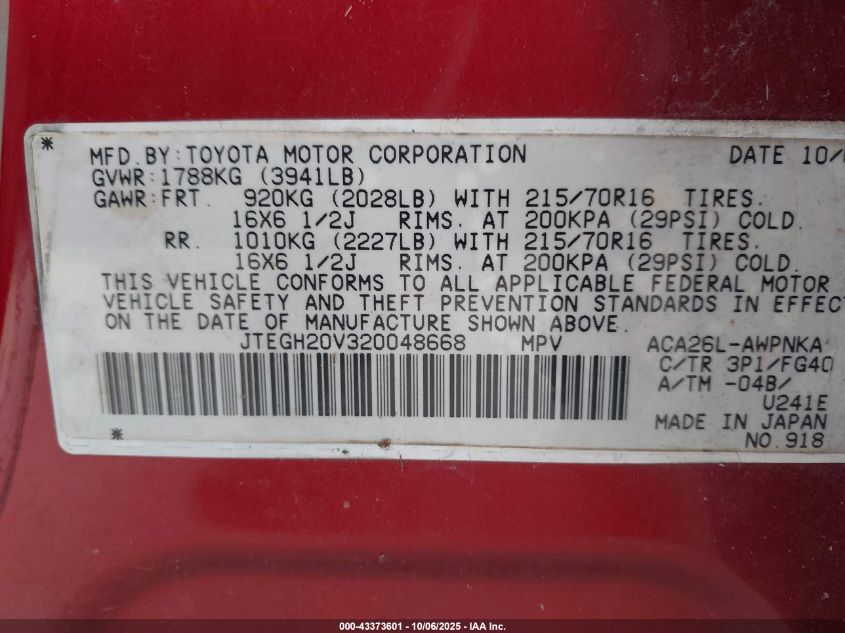 *
MFD.BY:TOYOTA MOTOR CORPORATION DATE 10/
GVWR:1788KG (3941LB)
GAWR:FRT. 920KG (2028LB) WITH 215/70R16 TIRES.
16X6 1/2J RIMS. AT 200KPA (29PSI) COLD.
RR. 1010KG (2227LB) WITH 215/70R16 TIRES.
16X6 1/2J RIMS. AT 200KPA (29PSI) COLD.
THIS VEHICLE CONFORMS TO ALL APPLICABLE FEDERAL MOTOR
VEHICLE SAFETY AND THEFT PREVENTION STANDARDS IN EFFEC
ON THE DATE OF MANUFACTURE SHOWN ABOVE.
JTEGH20V320048668 MPV ACA26L-AWPNKA
C/TR 3P1/FG40
A/TM -04B/
U241E
MADE IN JAPAN
* NO.918
000-43373601 - 10/06/2025 - IAA Inc.